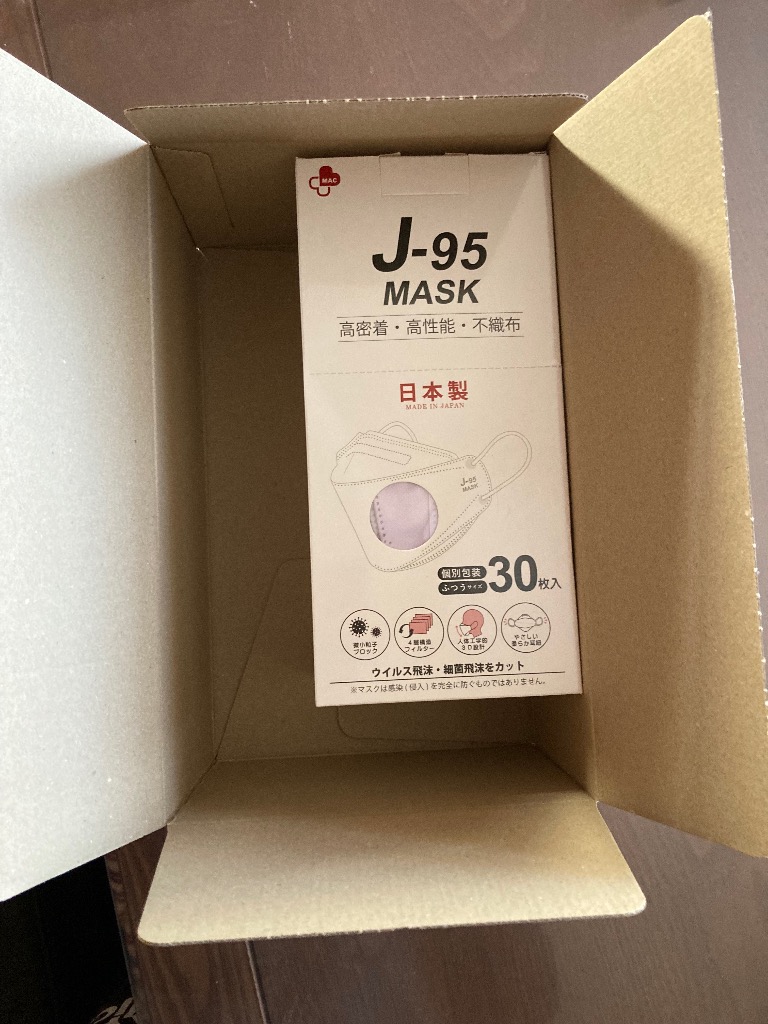 MAC
J-95
MASK
高密着・高性能・不織布
日本製
MADE IN JAPAN
J-95
MASK
個別包装
ふつうサイズ
30枚入
微小粒子
ブロック
4層構造
フィルター
人体工学的
3D設計
やさしい
柔らか耳紐
ウイルス飛沫・細菌飛沫をカット
※マスクは感染(侵入)を完全に防ぐものではありません。